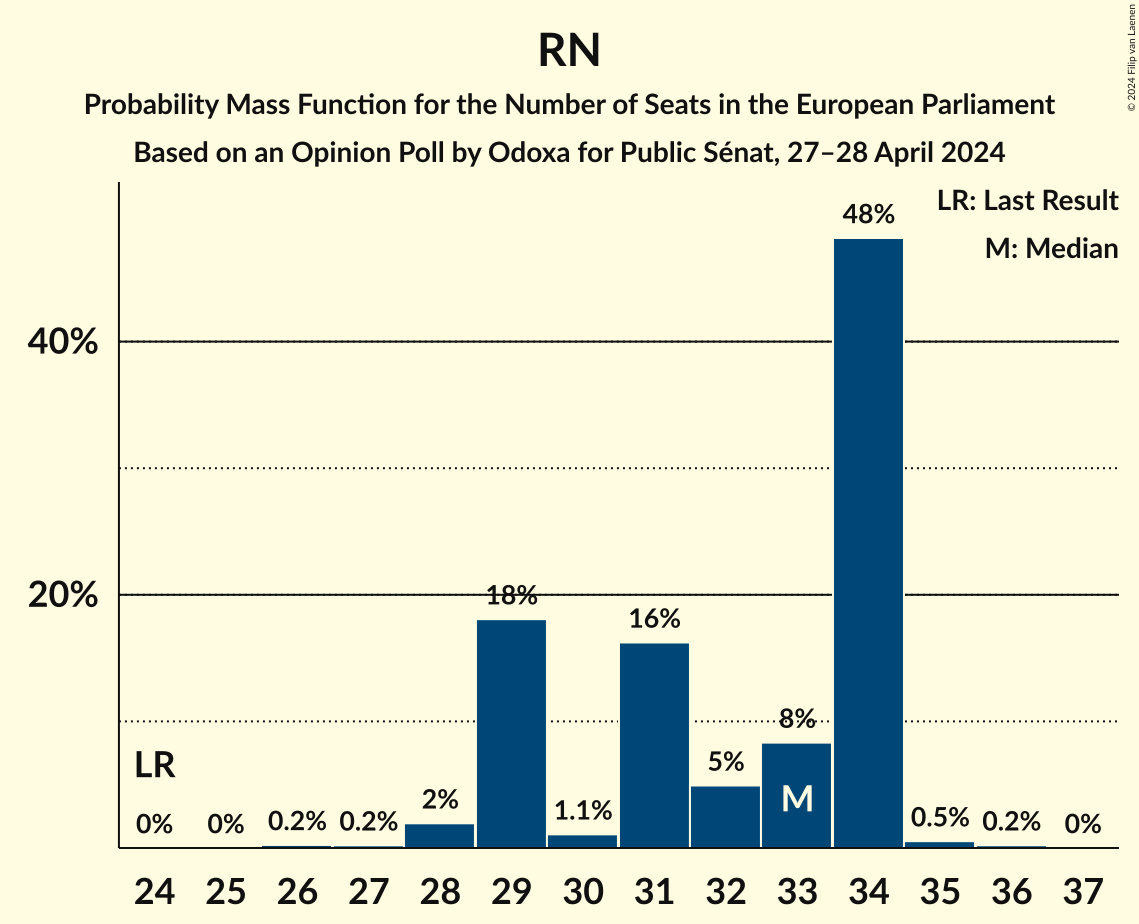 RN
Probability Mass Function for the Number of Seats in the European Parliament
Based on an Opinion Poll by Odoxa for Public Sénat, 27–28 April 2024
© 2024 Filip van Laenen
LR: Last Result
M: Median
40%
20%
LR
0%
0%
0.2%
0.2%
2%
18%
1.1%
16%
5%
8%
M
48%
0.5%
0.2%
0%
24 25 26 27 28 29 30 31 32 33 34 35 36 37